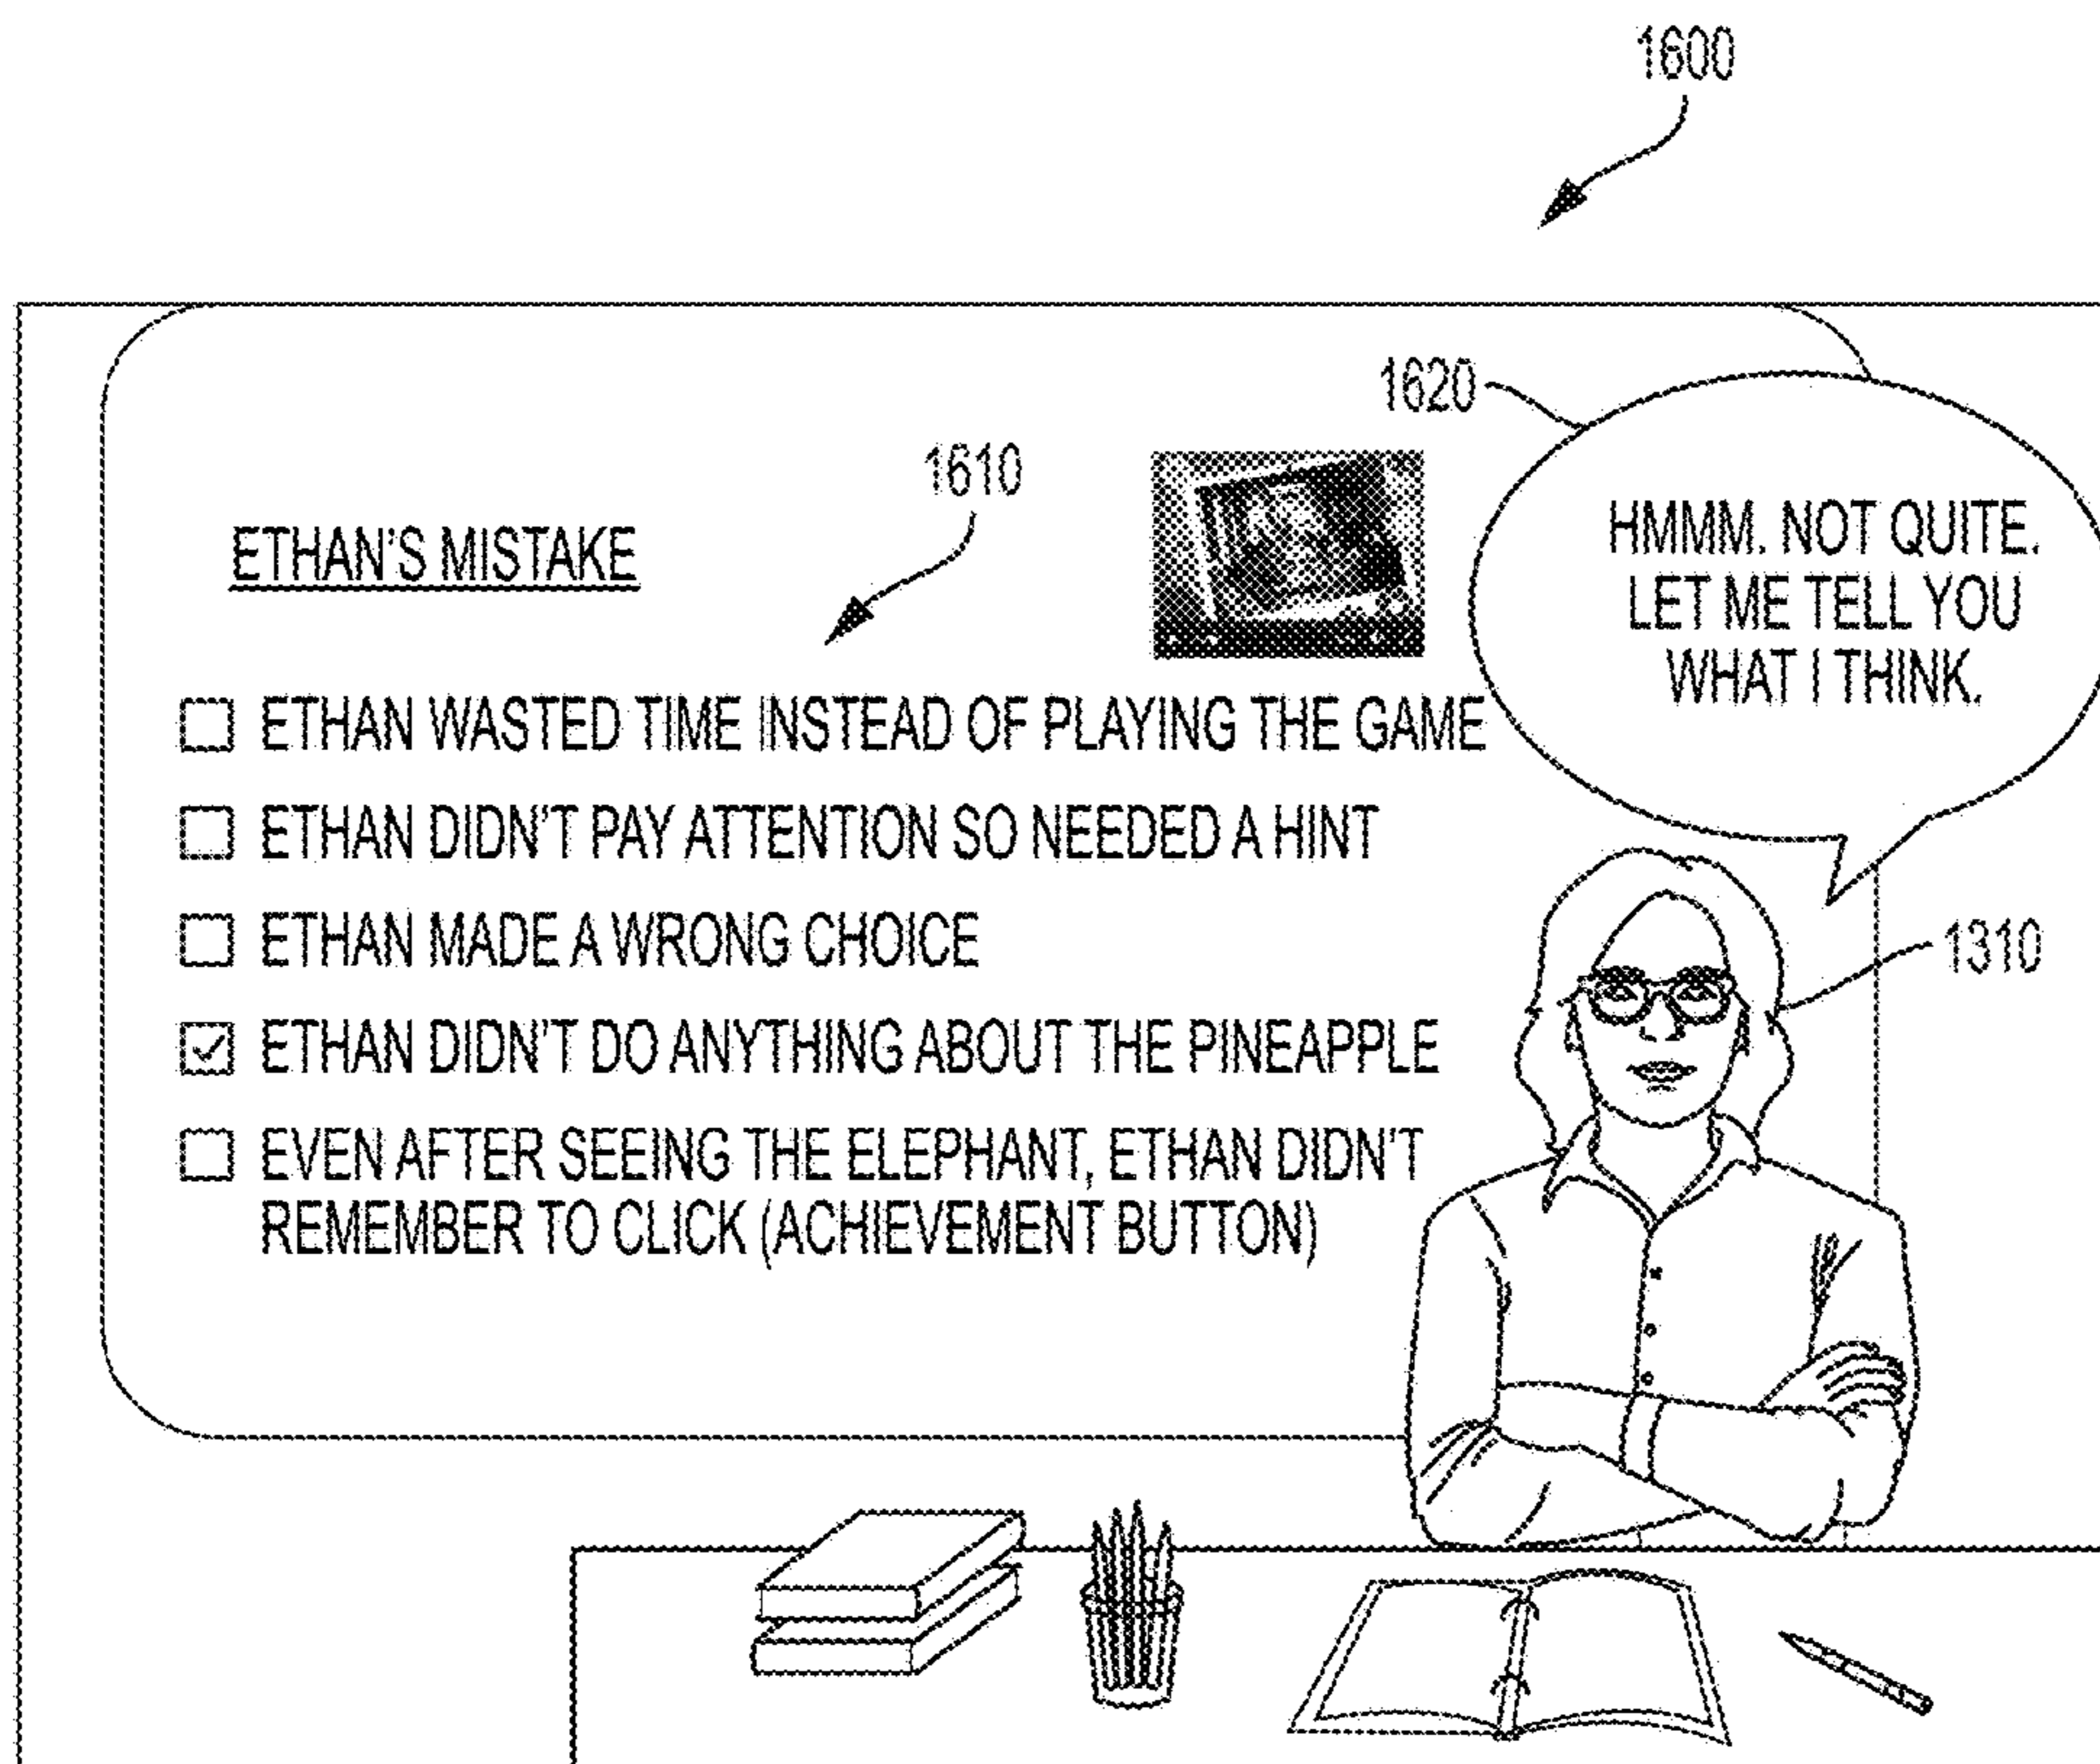 1600
1620
1610
HMMM. NOT QUITE.
LET ME TELL YOU
WHAT I THINK.
ETHAN'S MISTAKE
☐ ETHAN WASTED TIME INSTEAD OF PLAYING THE GAME
☐ ETHAN DIDN'T PAY ATTENTION SO NEEDED A HINT
☐ ETHAN MADE A WRONG CHOICE
1310
☑ ETHAN DIDN'T DO ANYTHING ABOUT THE PINEAPPLE
☐ EVEN AFTER SEEING THE ELEPHANT, ETHAN DIDN'T
REMEMBER TO CLICK (ACHIEVEMENT BUTTON)